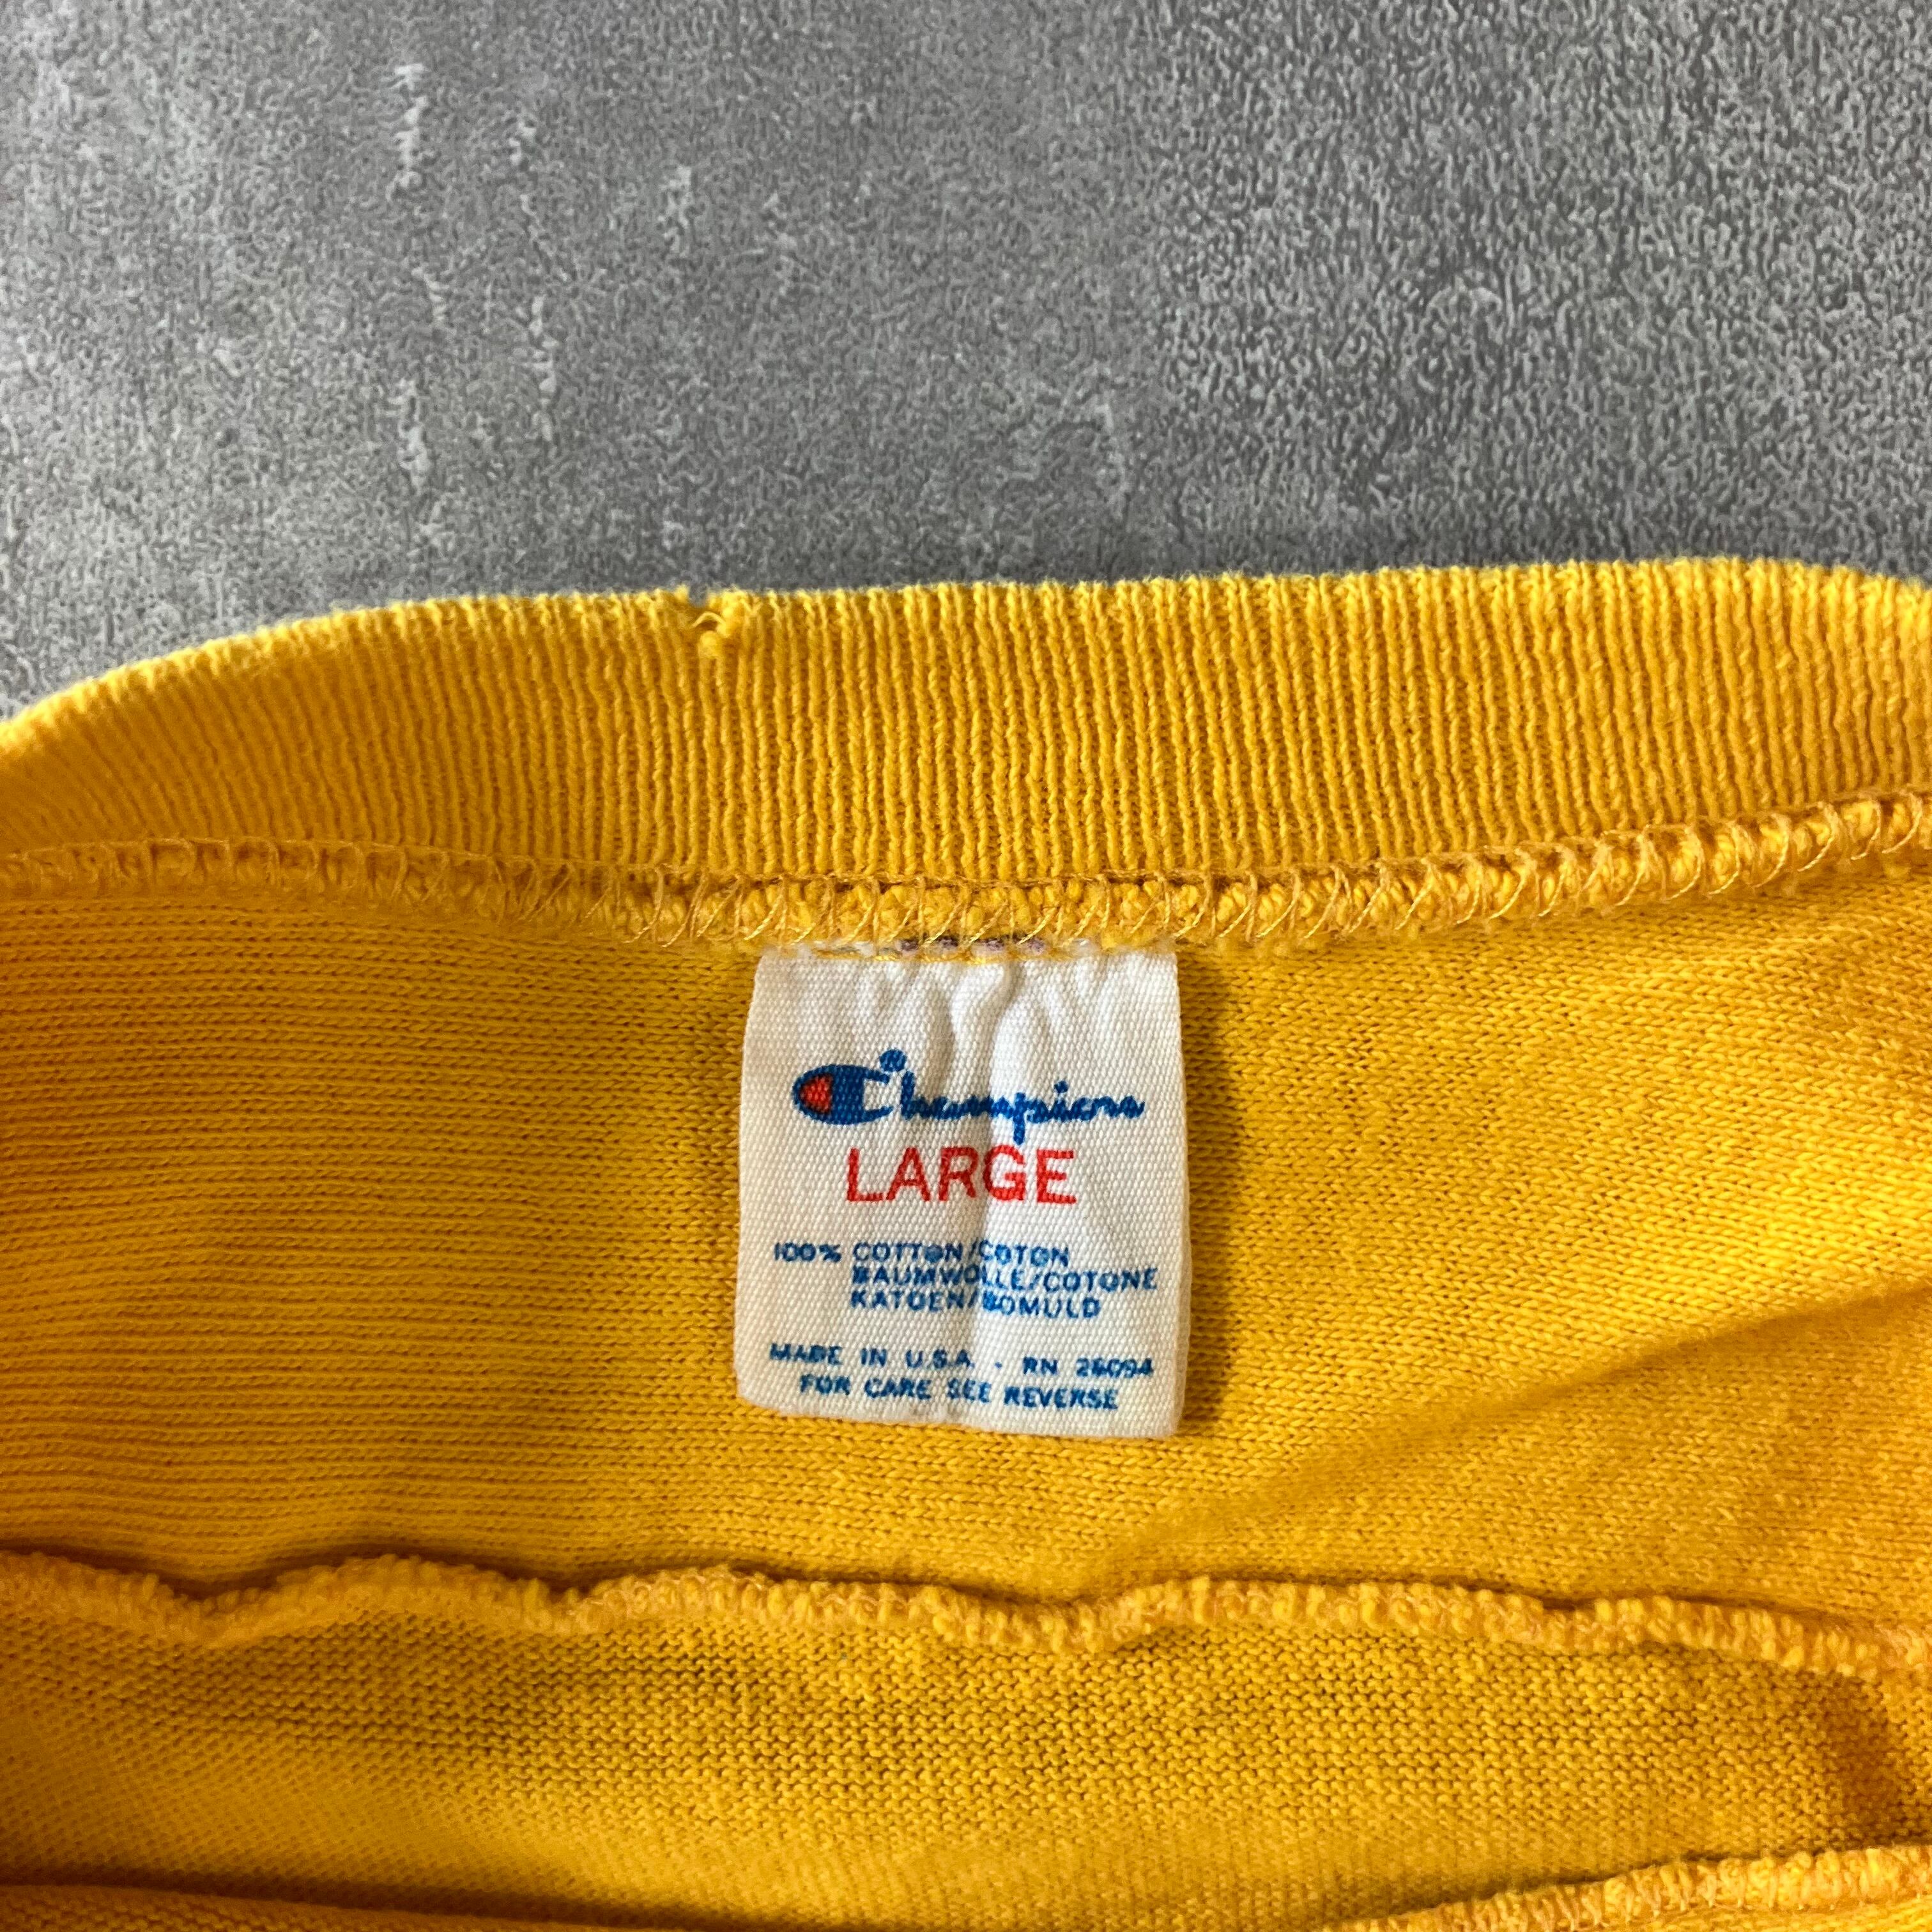 Champion®
LARGE
100% COTTON/COTON
BAUMWOLLE/COTONE
KATOEN/BOMULD
MADE IN U.S.A. - RN 26094
FOR CARE SEE REVERSE